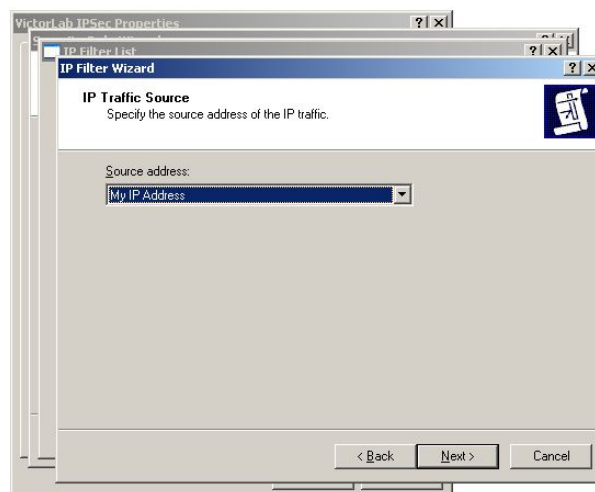 VictorLab IPSec Properties
IP Filter List
IP Filter Wizard
IP Traffic Source
Specify the source address of the IP traffic.
Source address:
My IP Address
< Back
Next >
Cancel